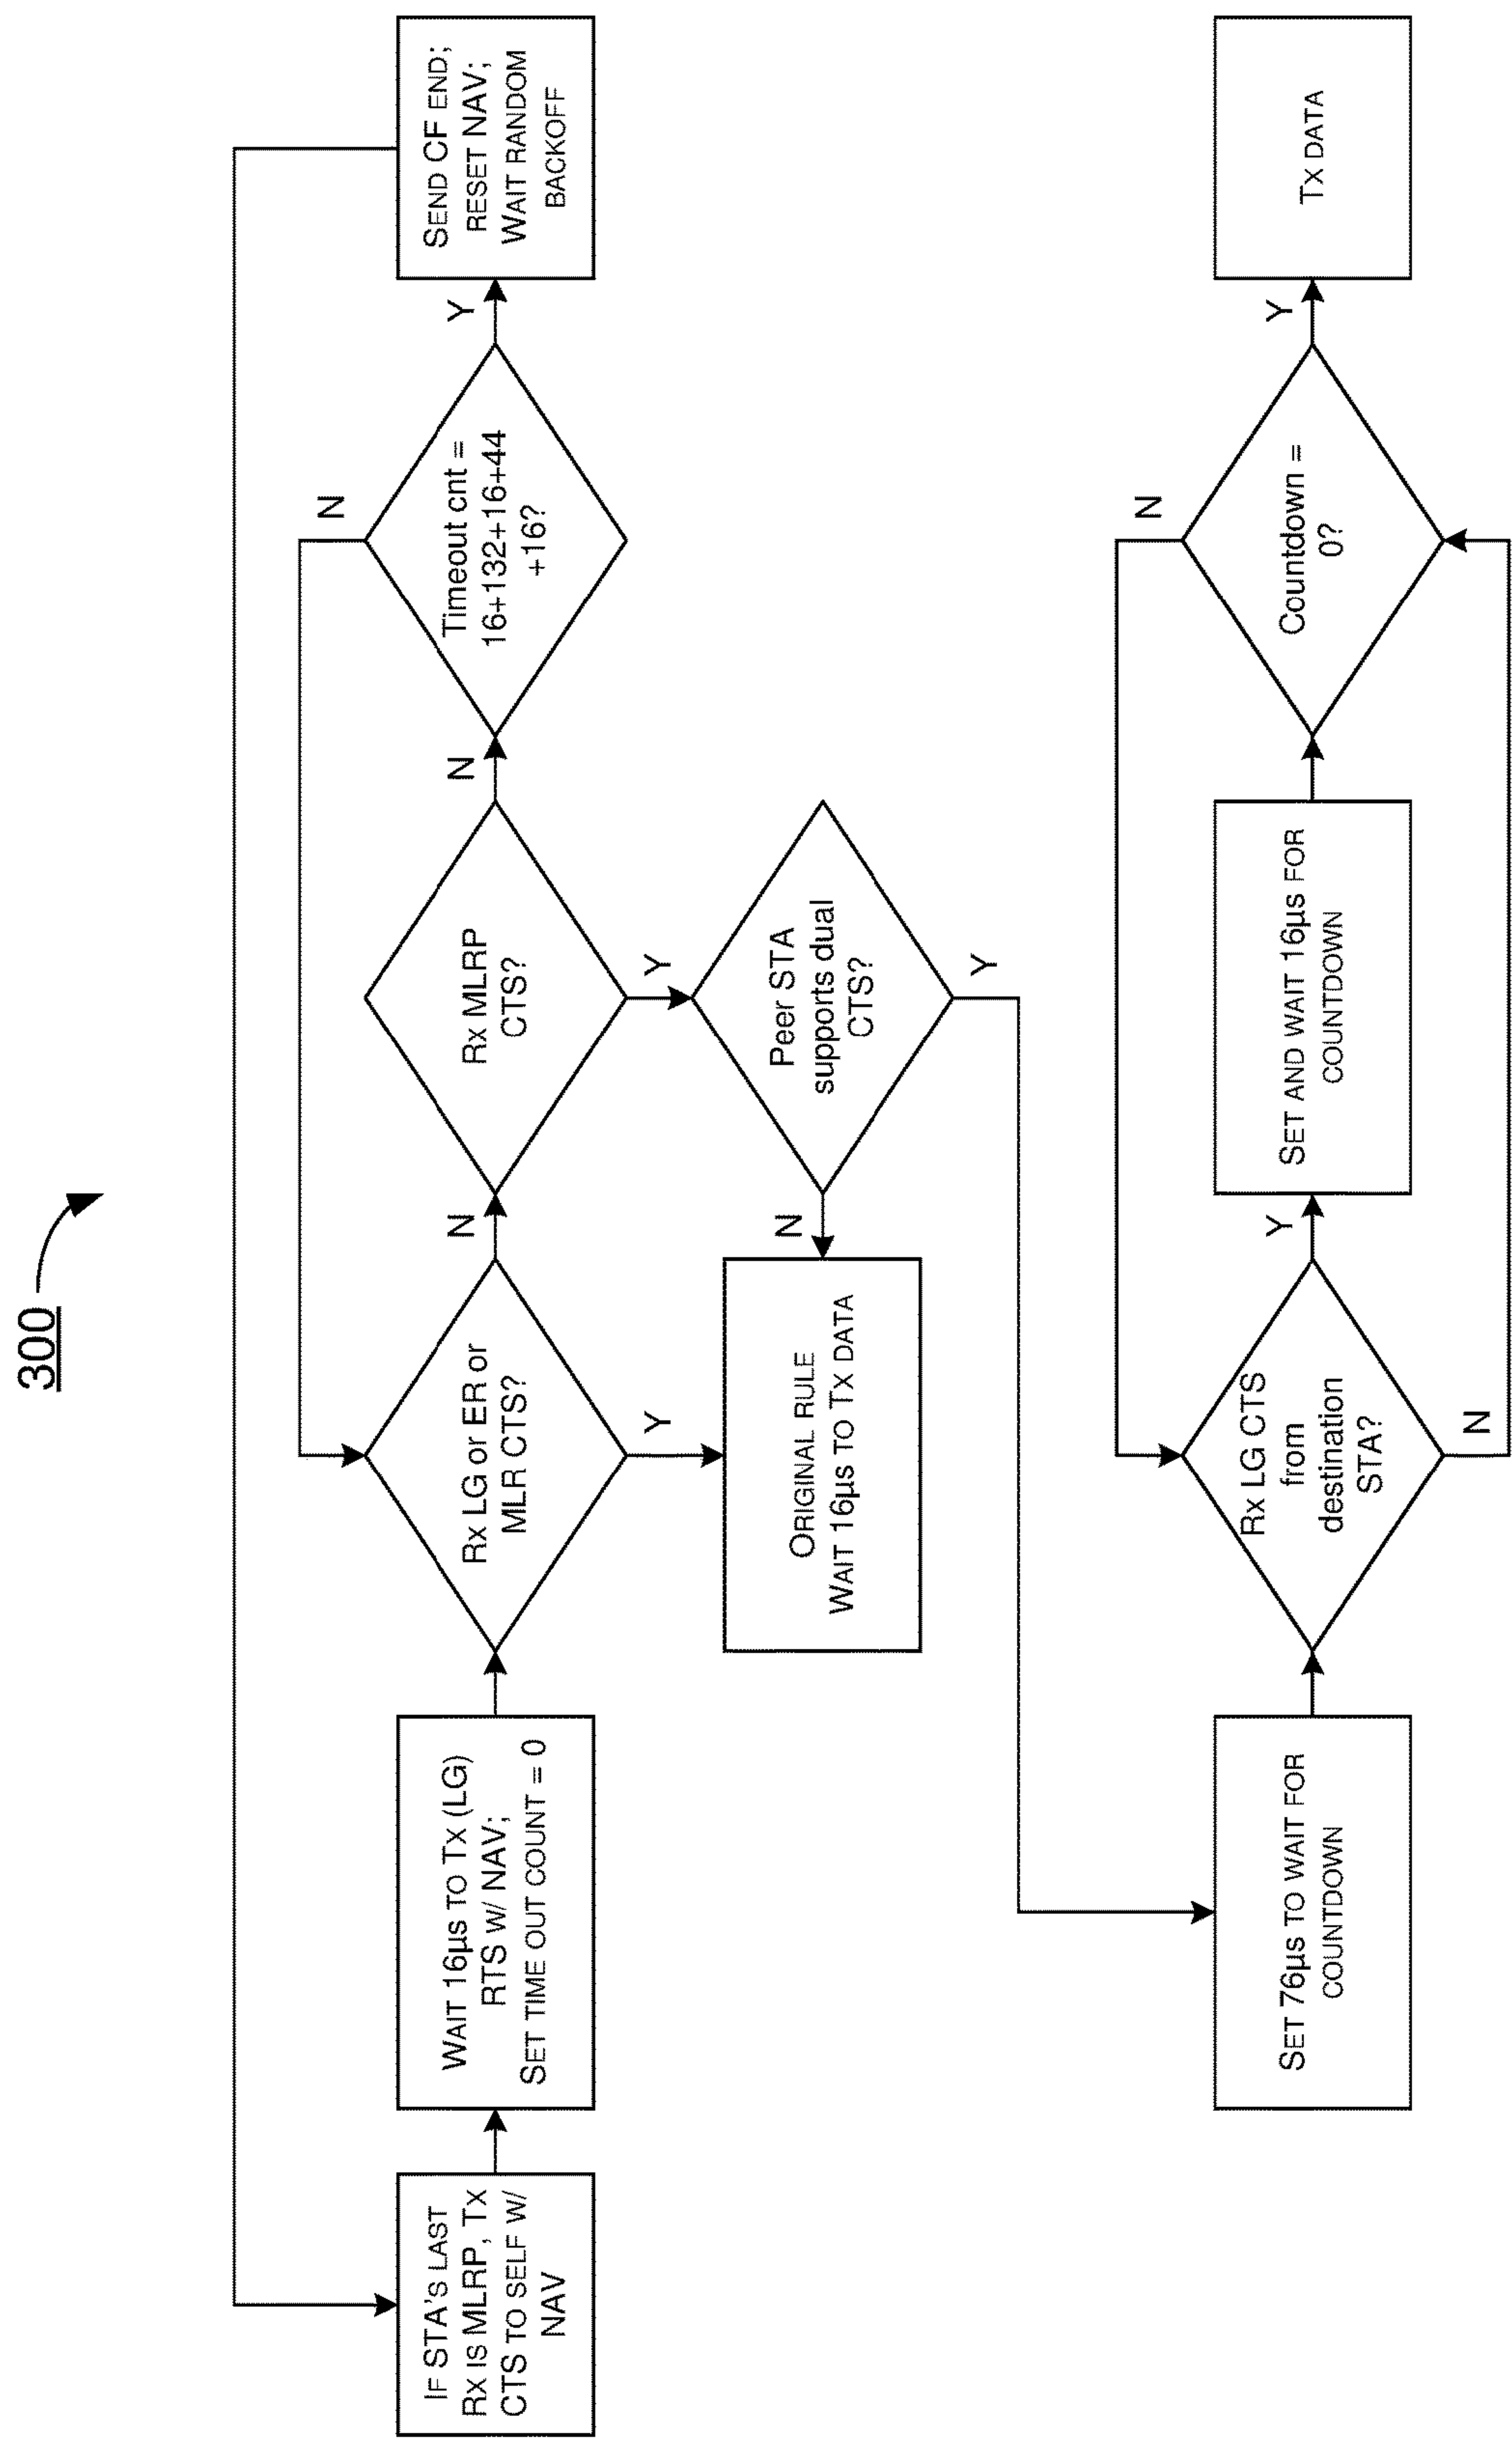 300
IF STA'S LAST
RX IS MLRP, TX
CTS TO SELF W/
NAV
WAIT 16µs TO TX (LG)
RTS W/ NAV;
SET TIME OUT COUNT = 0
Rx LG or ER or
MLR CTS?
N
Y
Rx MLRP
CTS?
N
Y
Timeout cnt =
16+132+16+44
+16?
N
Y
SEND CF END;
RESET NAV;
WAIT RANDOM
BACKOFF
ORIGINAL RULE
WAIT 16µs TO TX DATA
N
Peer STA
supports dual
CTS?
Y
SET 76µs TO WAIT FOR
COUNTDOWN
Rx LG CTS
from
destination
STA?
Y
N
SET AND WAIT 16µs FOR
COUNTDOWN
Countdown =
0?
N
Y
TX DATA